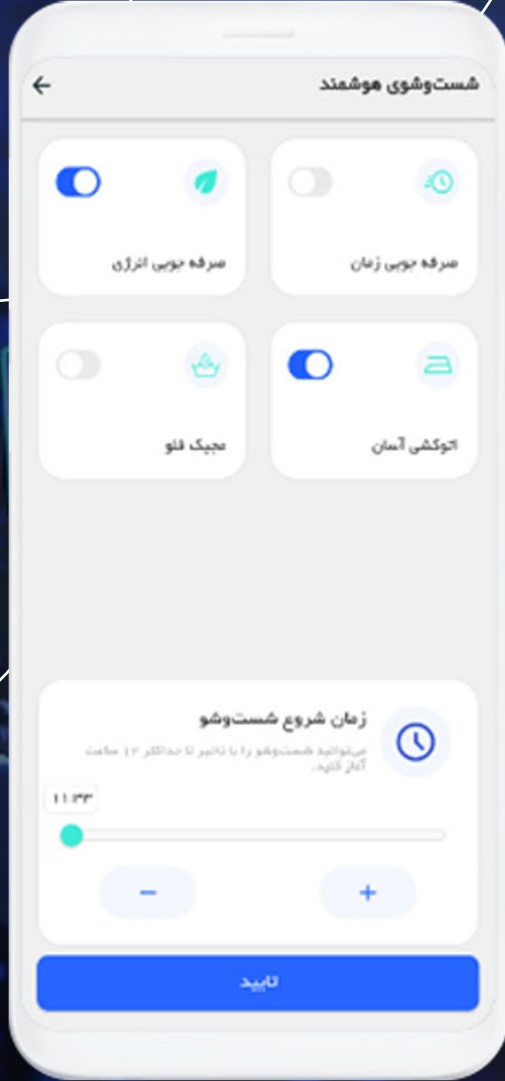 شست‌وشوی هوشمند
صرفه جویی زمان
صرفه جویی انرژی
اتوکشی آسان
مجیک فلو
زمان شروع شست‌وشو
می‌توانید شست‌وشو را با تاخیر تا حداکثر ۱۲ ساعت
آغاز کنید.
۱۱:۳۳
تایید